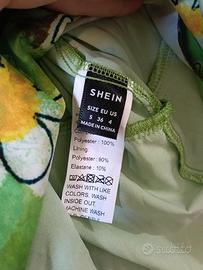 SHEIN
SIZE EU US
S 36 4
MADE IN CHINA
Polyester : 100%
Lining
Polyester : 90%
Elastane : 10%
WASH WITH LIKE
COLORS. WASH
INSIDE OUT.
MACHINE WASH
subito